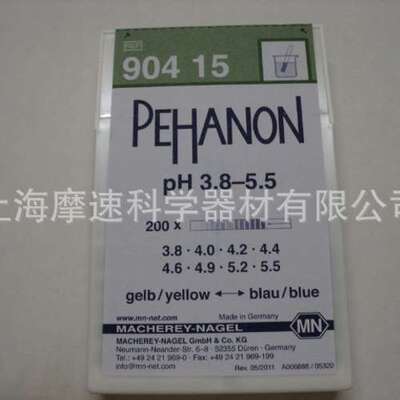 REF
904 15
PEHANON
pH 3.8–5.5
上海摩速科学器材有限公司
200 x
3.8 · 4.0 · 4.2 · 4.4
4.6 · 4.9 · 5.2 · 5.5
gelb/yellow ◄─► blau/blue
www.mn-net.com Made in Germany
MACHEREY-NAGEL
MN
MACHEREY-NAGEL GmbH & Co. KG
Neumann-Neander-Str. 6–8 · 52355 Düren · Germany
Tel.: +49 24 21 969-0 · Fax: +49 24 21 969-199
info@mn-net.com Rev. 05/2011 A006688 / 05320